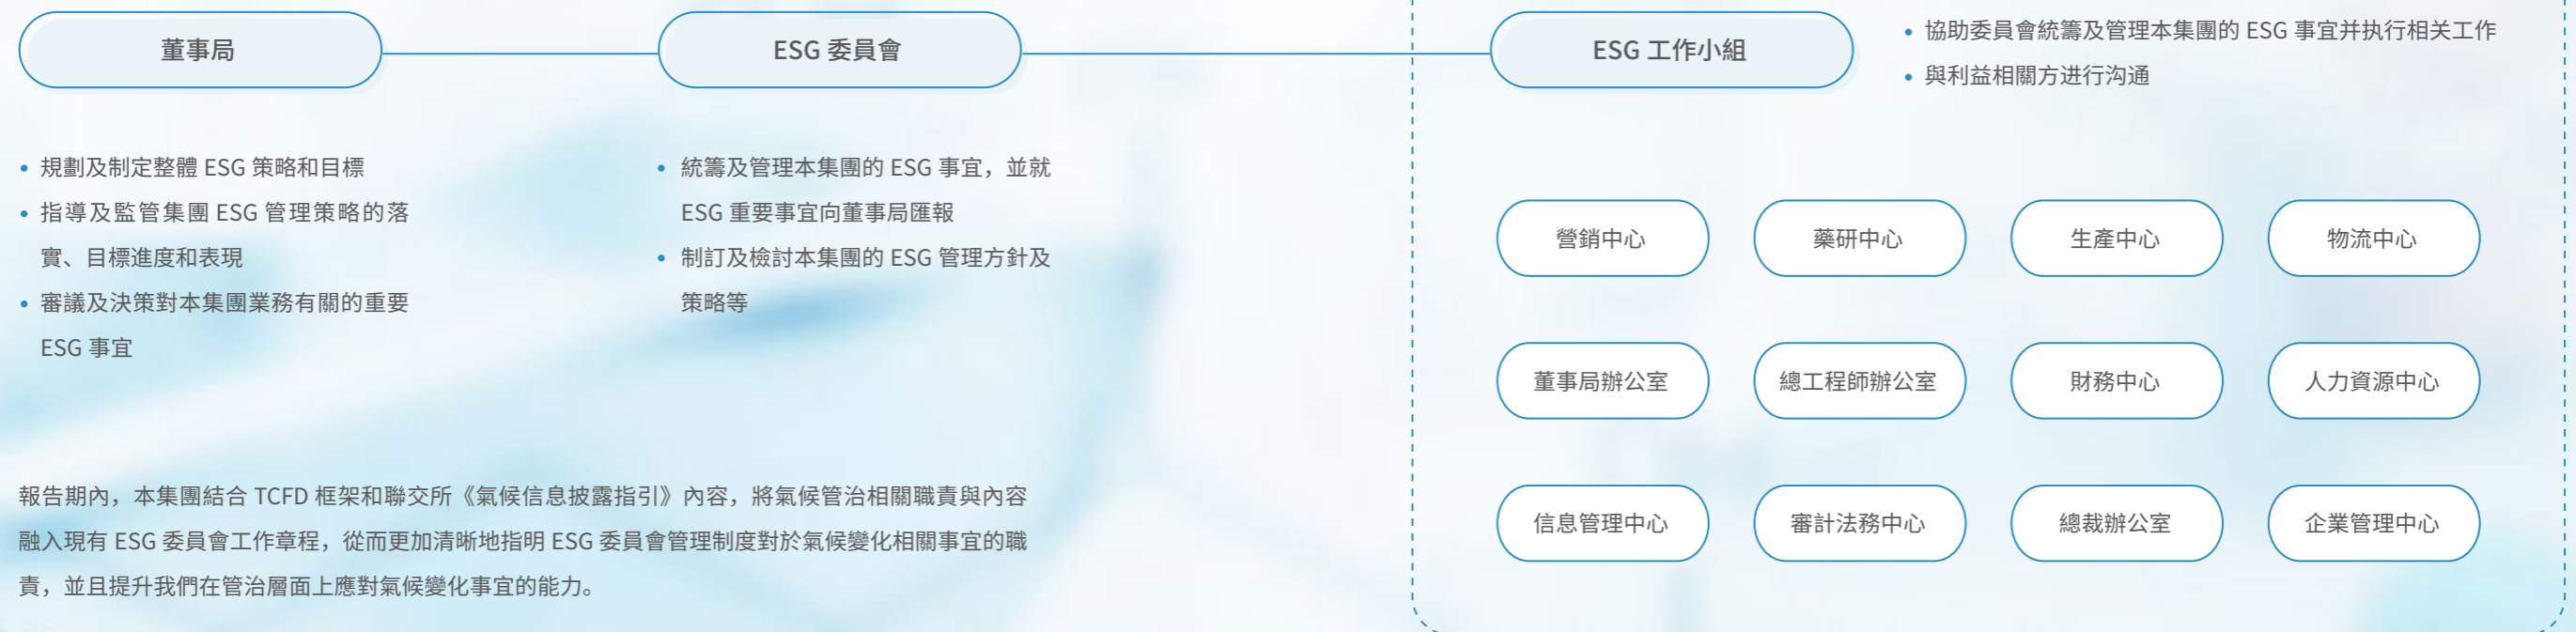 董事局
ESG 委員會
ESG 工作小組
• 協助委員會統籌及管理本集團的 ESG 事宜并执行相关工作
• 與利益相關方进行沟通
• 規劃及制定整體 ESG 策略和目標
• 指導及監管集團 ESG 管理策略的落
實、目標進度和表現
• 審議及決策對本集團業務有關的重要
ESG 事宜
• 統籌及管理本集團的 ESG 事宜，並就
ESG 重要事宜向董事局匯報
• 制訂及檢討本集團的 ESG 管理方針及
策略等
營銷中心
藥研中心
生產中心
物流中心
董事局辦公室
總工程師辦公室
財務中心
人力資源中心
信息管理中心
審計法務中心
總裁辦公室
企業管理中心
報告期內，本集團結合 TCFD 框架和聯交所《氣候信息披露指引》內容，將氣候管治相關職責與內容
融入現有 ESG 委員會工作章程，從而更加清晰地指明 ESG 委員會管理制度對於氣候變化相關事宜的職
責，並且提升我們在管治層面上應對氣候變化事宜的能力。